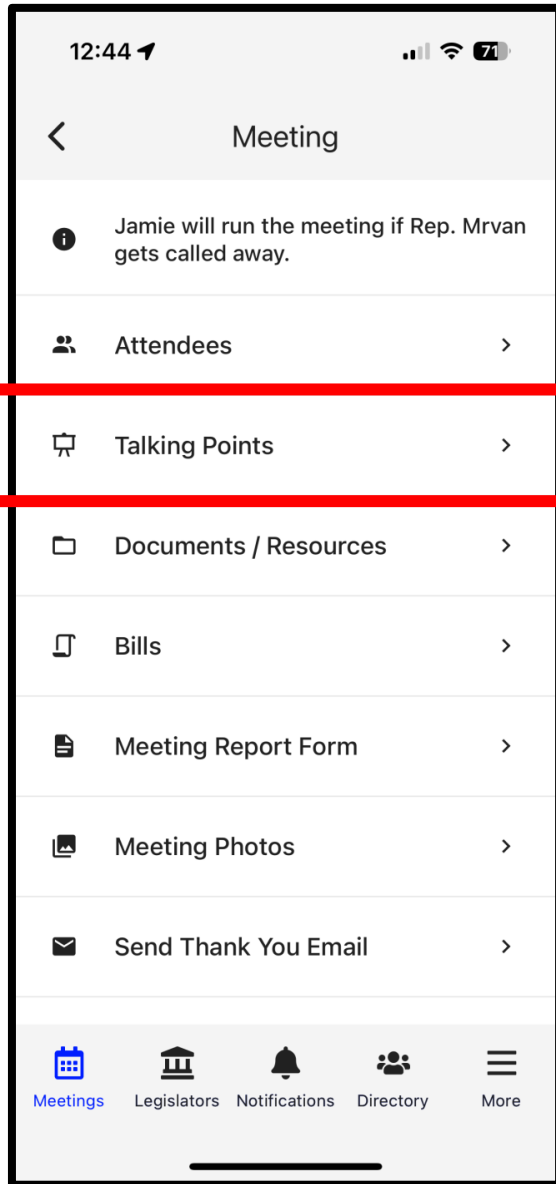 12:44
71
Meeting
Jamie will run the meeting if Rep. Mrvan
gets called away.
Attendees
Talking Points
Documents / Resources
Bills
Meeting Report Form
Meeting Photos
Send Thank You Email
Meetings Legislators Notifications Directory More